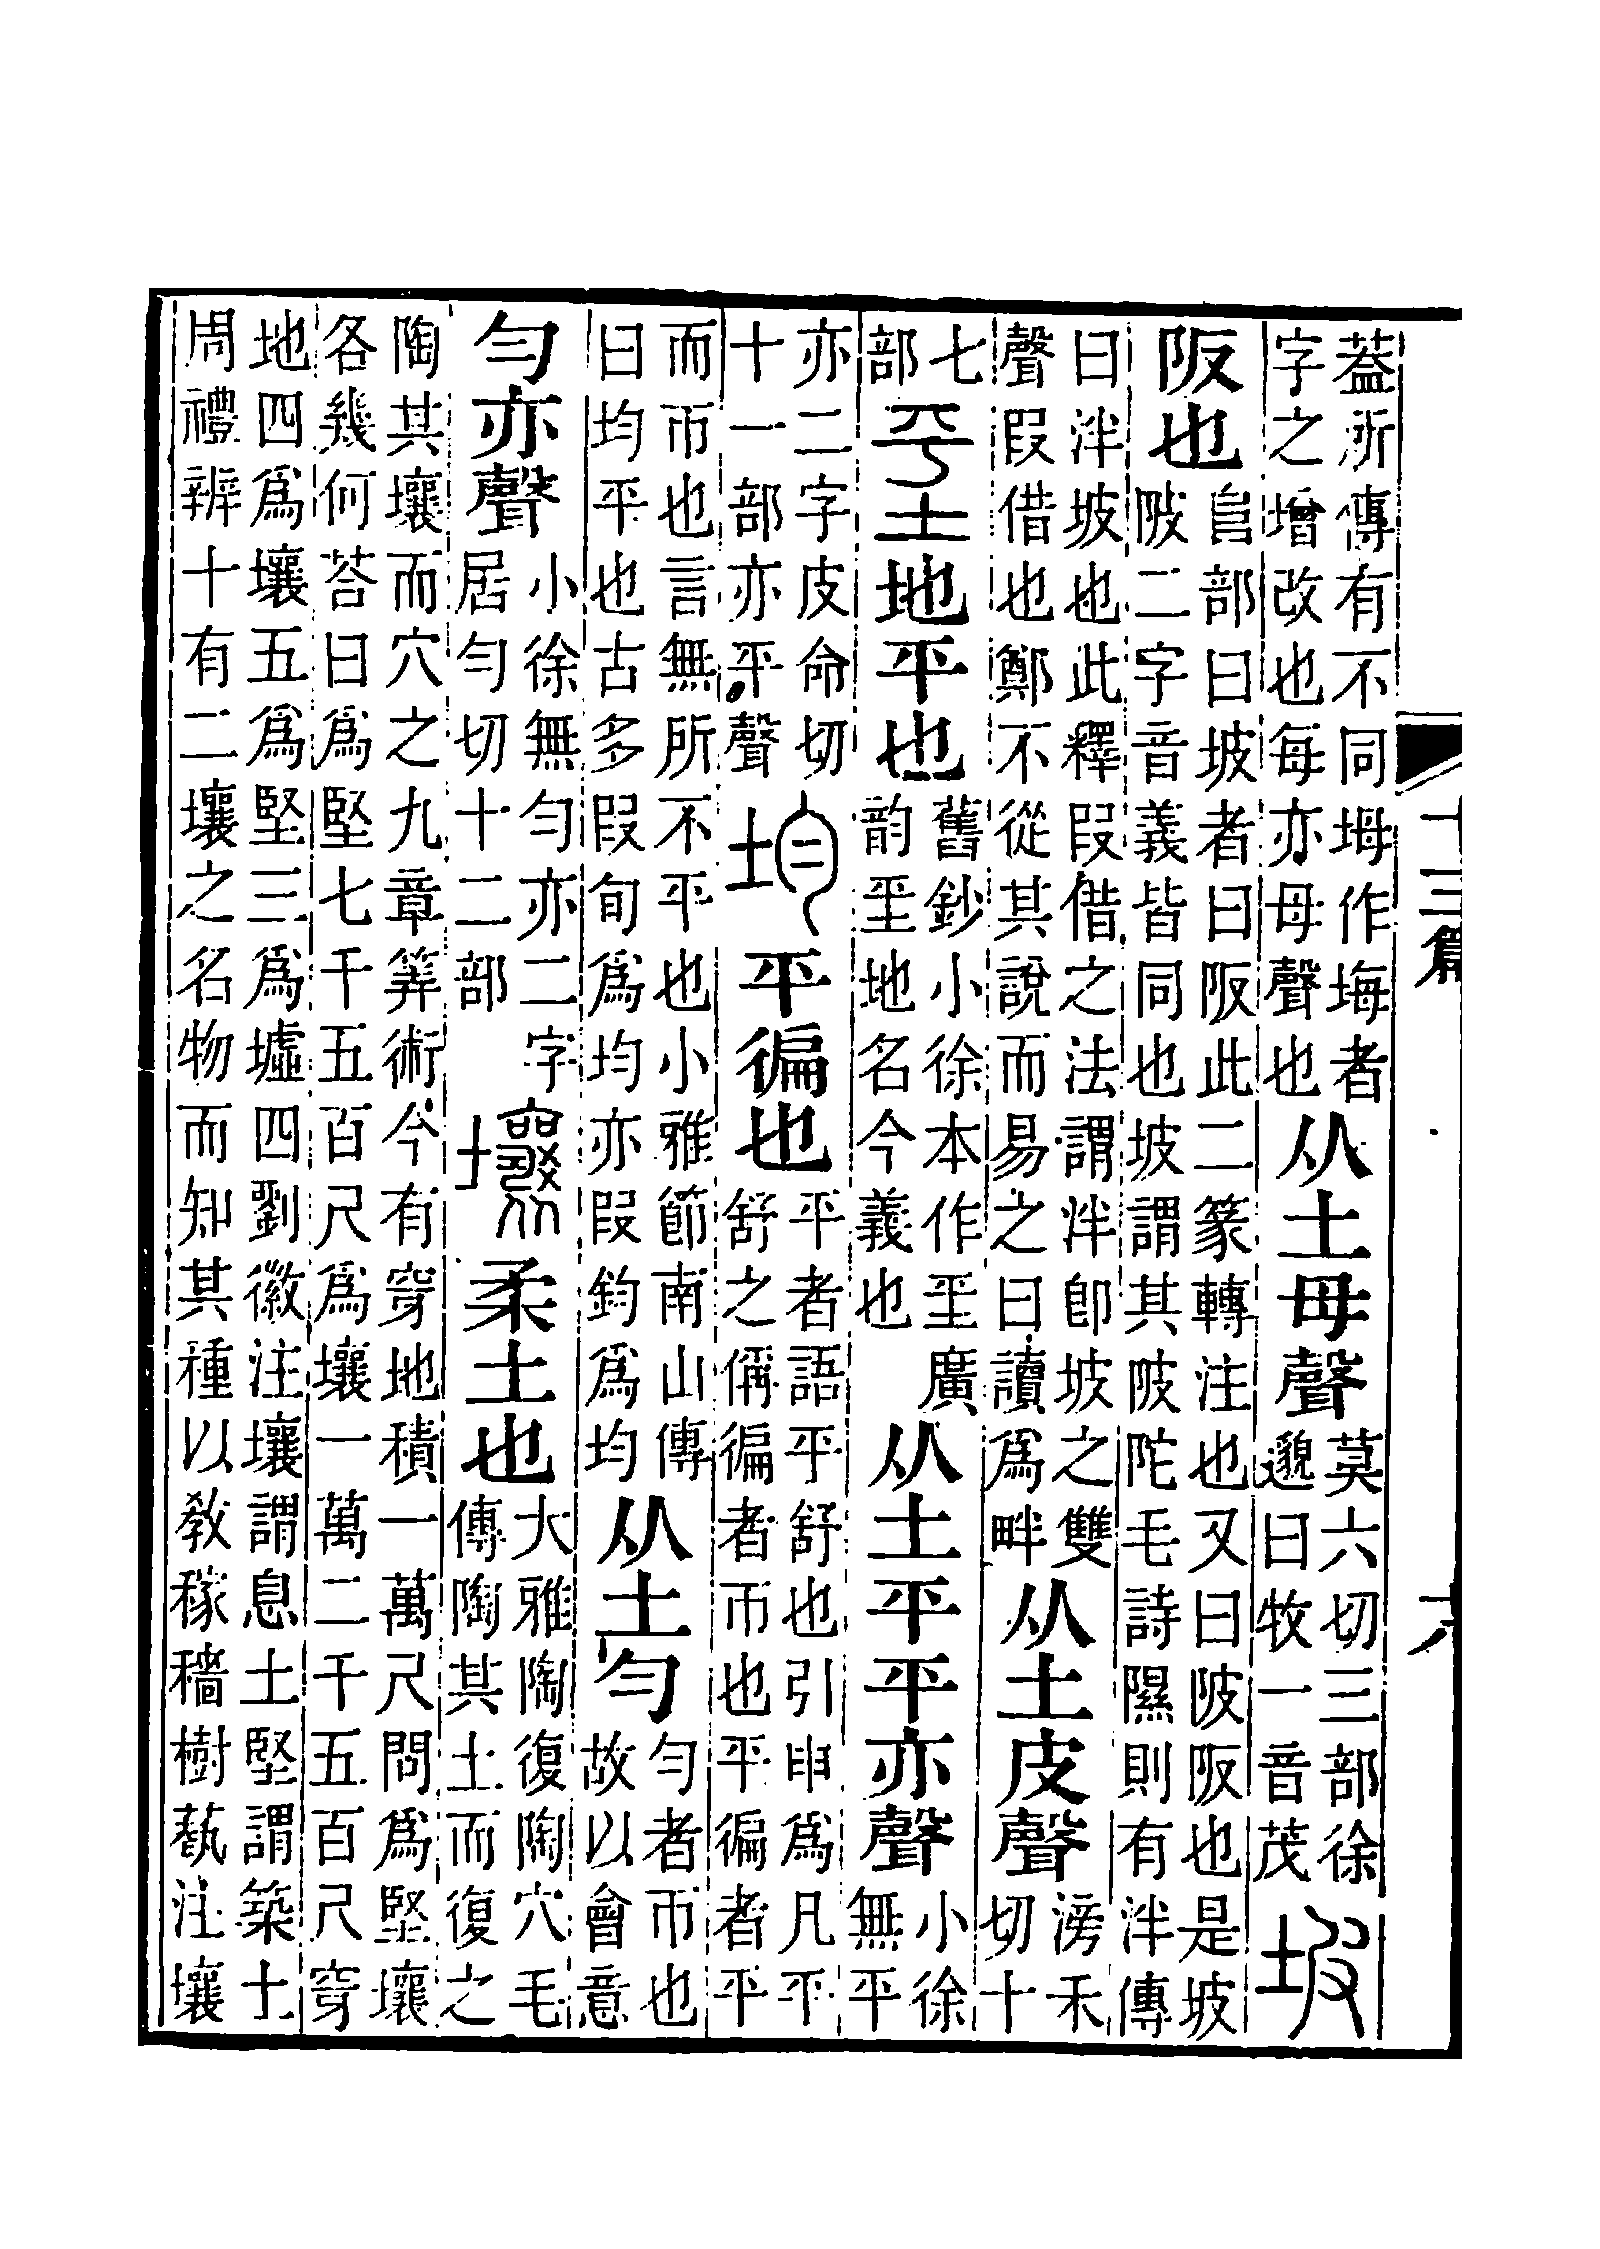 十三篇
葢所傳有不同坶作㙁者字之增改也每亦母聲也从土母聲莫六切三部徐邈曰牧一音茂坡
阪也𨸏部曰坡者曰阪此二篆轉注也又曰陂阪也是坡陂二字音義皆同也坡謂其陂陀毛詩隰則有泮傳
曰泮坡也此釋叚借之法謂泮卽坡之雙聲叚借也鄭不從其說而易之曰讀爲畔从土皮聲滂禾切十
七部坪地平也舊鈔小徐本作坪廣韵坪地名今義也从土平平亦聲小徐無平
亦二字皮命切十一部亦平聲均平徧也平者語平舒也引申爲凡平舒之偁徧者帀也平徧者平
而帀也言無所不平也小雅節南山傳曰均平也古多叚旬爲均亦叚鈞爲均从土勻勻者帀也故以會意
勻亦聲小徐無勻亦二字居勻切十二部壤柔土也大雅陶復陶穴毛傳陶其土而復之
陶其壤而穴之九章筭術今有穿地積一萬尺問爲堅壤各幾何荅曰爲堅七千五百尺爲壤一萬二千五百尺穿
地四爲壤五爲堅三爲墟四劉徽注壤謂息土堅謂築土周禮辨十有二壤之名物而知其種以敎稼穡樹蓺注壤